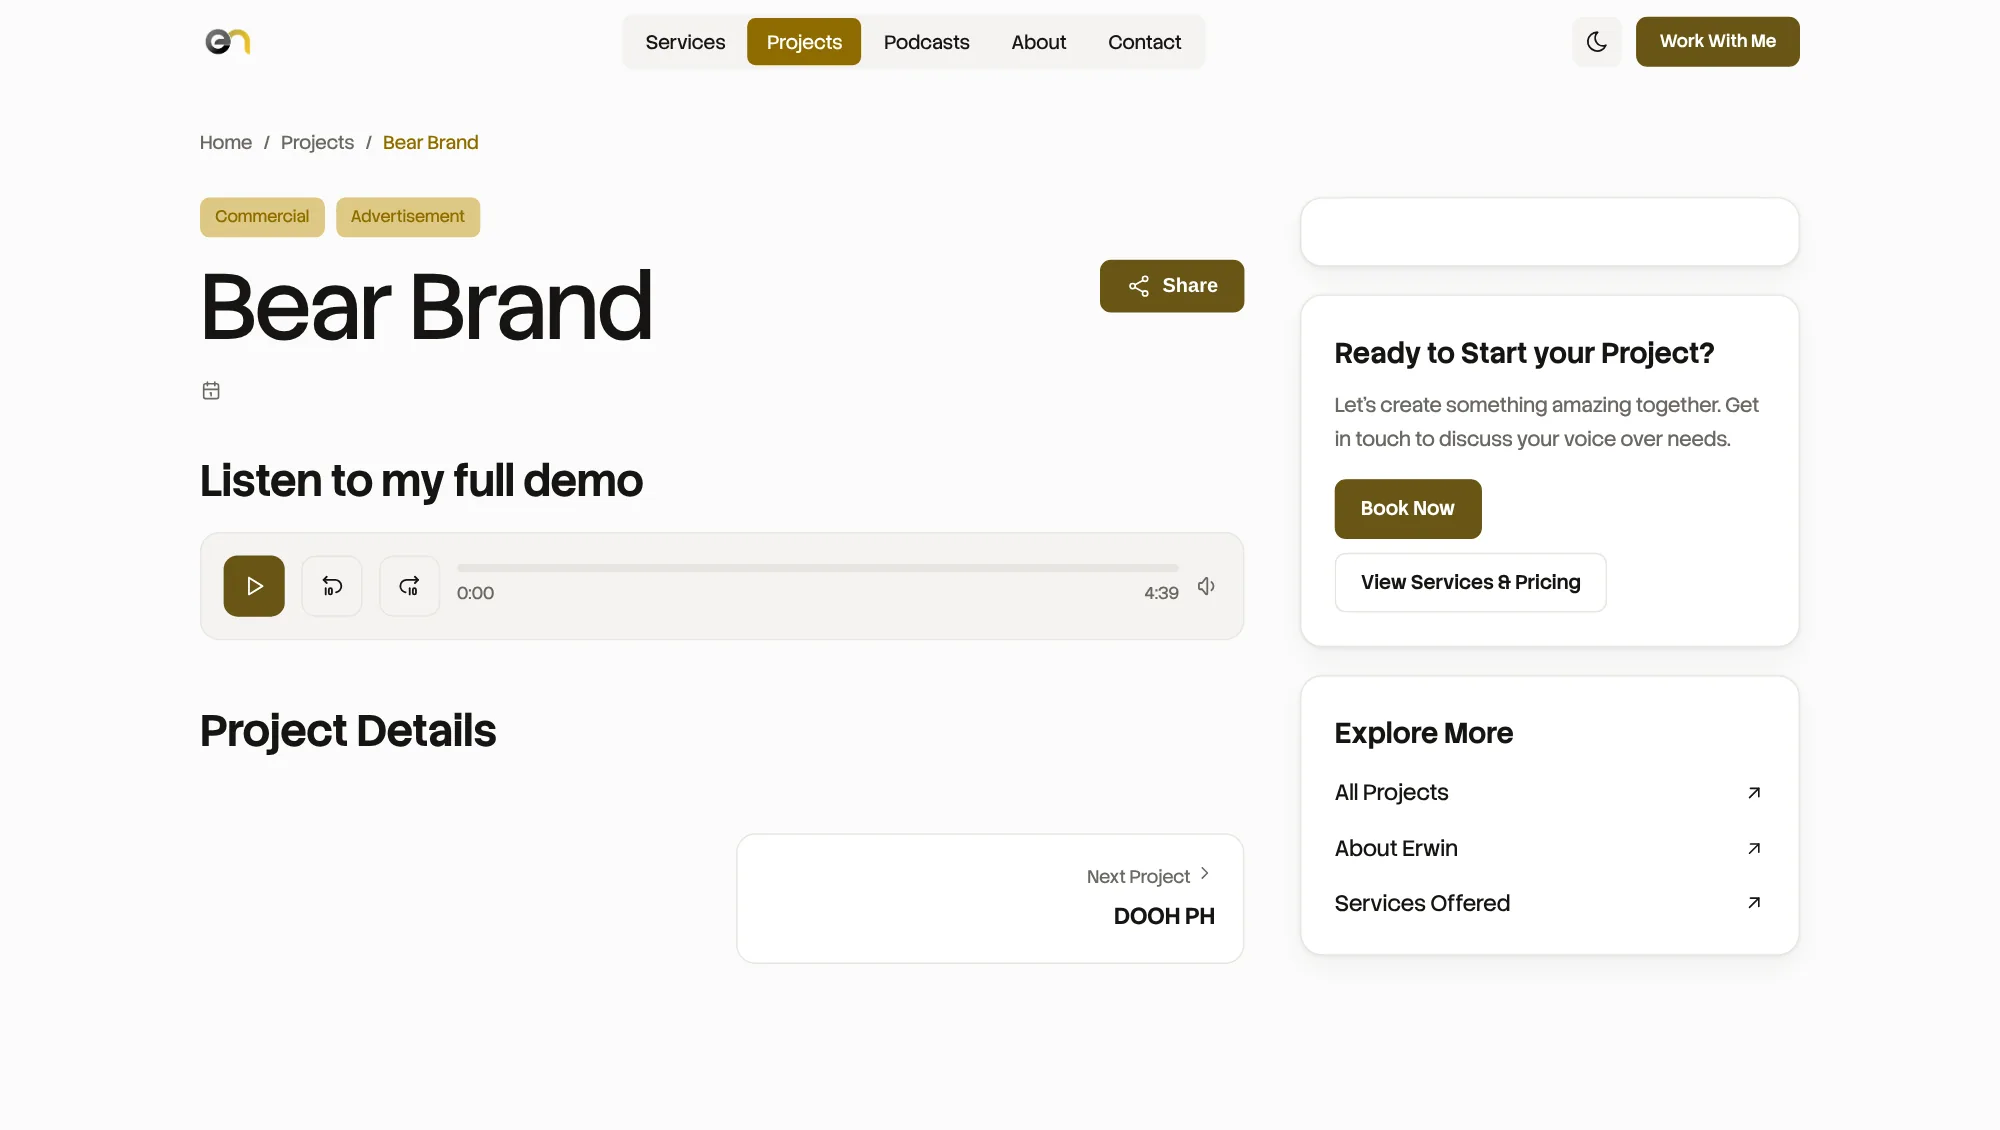 en
Services
Projects
Podcasts
About
Contact
Work With Me
Home / Projects / Bear Brand
Commercial
Advertisement
Bear Brand
Share
Listen to my full demo
10
10
0:00
4:39
Project Details
Next Project
DOOH PH
Ready to Start your Project?
Let's create something amazing together. Get
in touch to discuss your voice over needs.
Book Now
View Services & Pricing
Explore More
All Projects
About Erwin
Services Offered